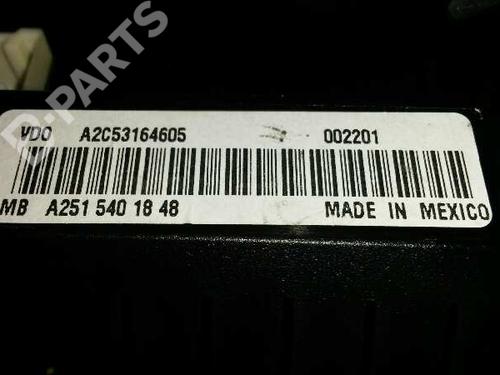 B-PARTS
VDO A2C53164605 002201
MB A251 540 18 48 MADE IN MEXICO